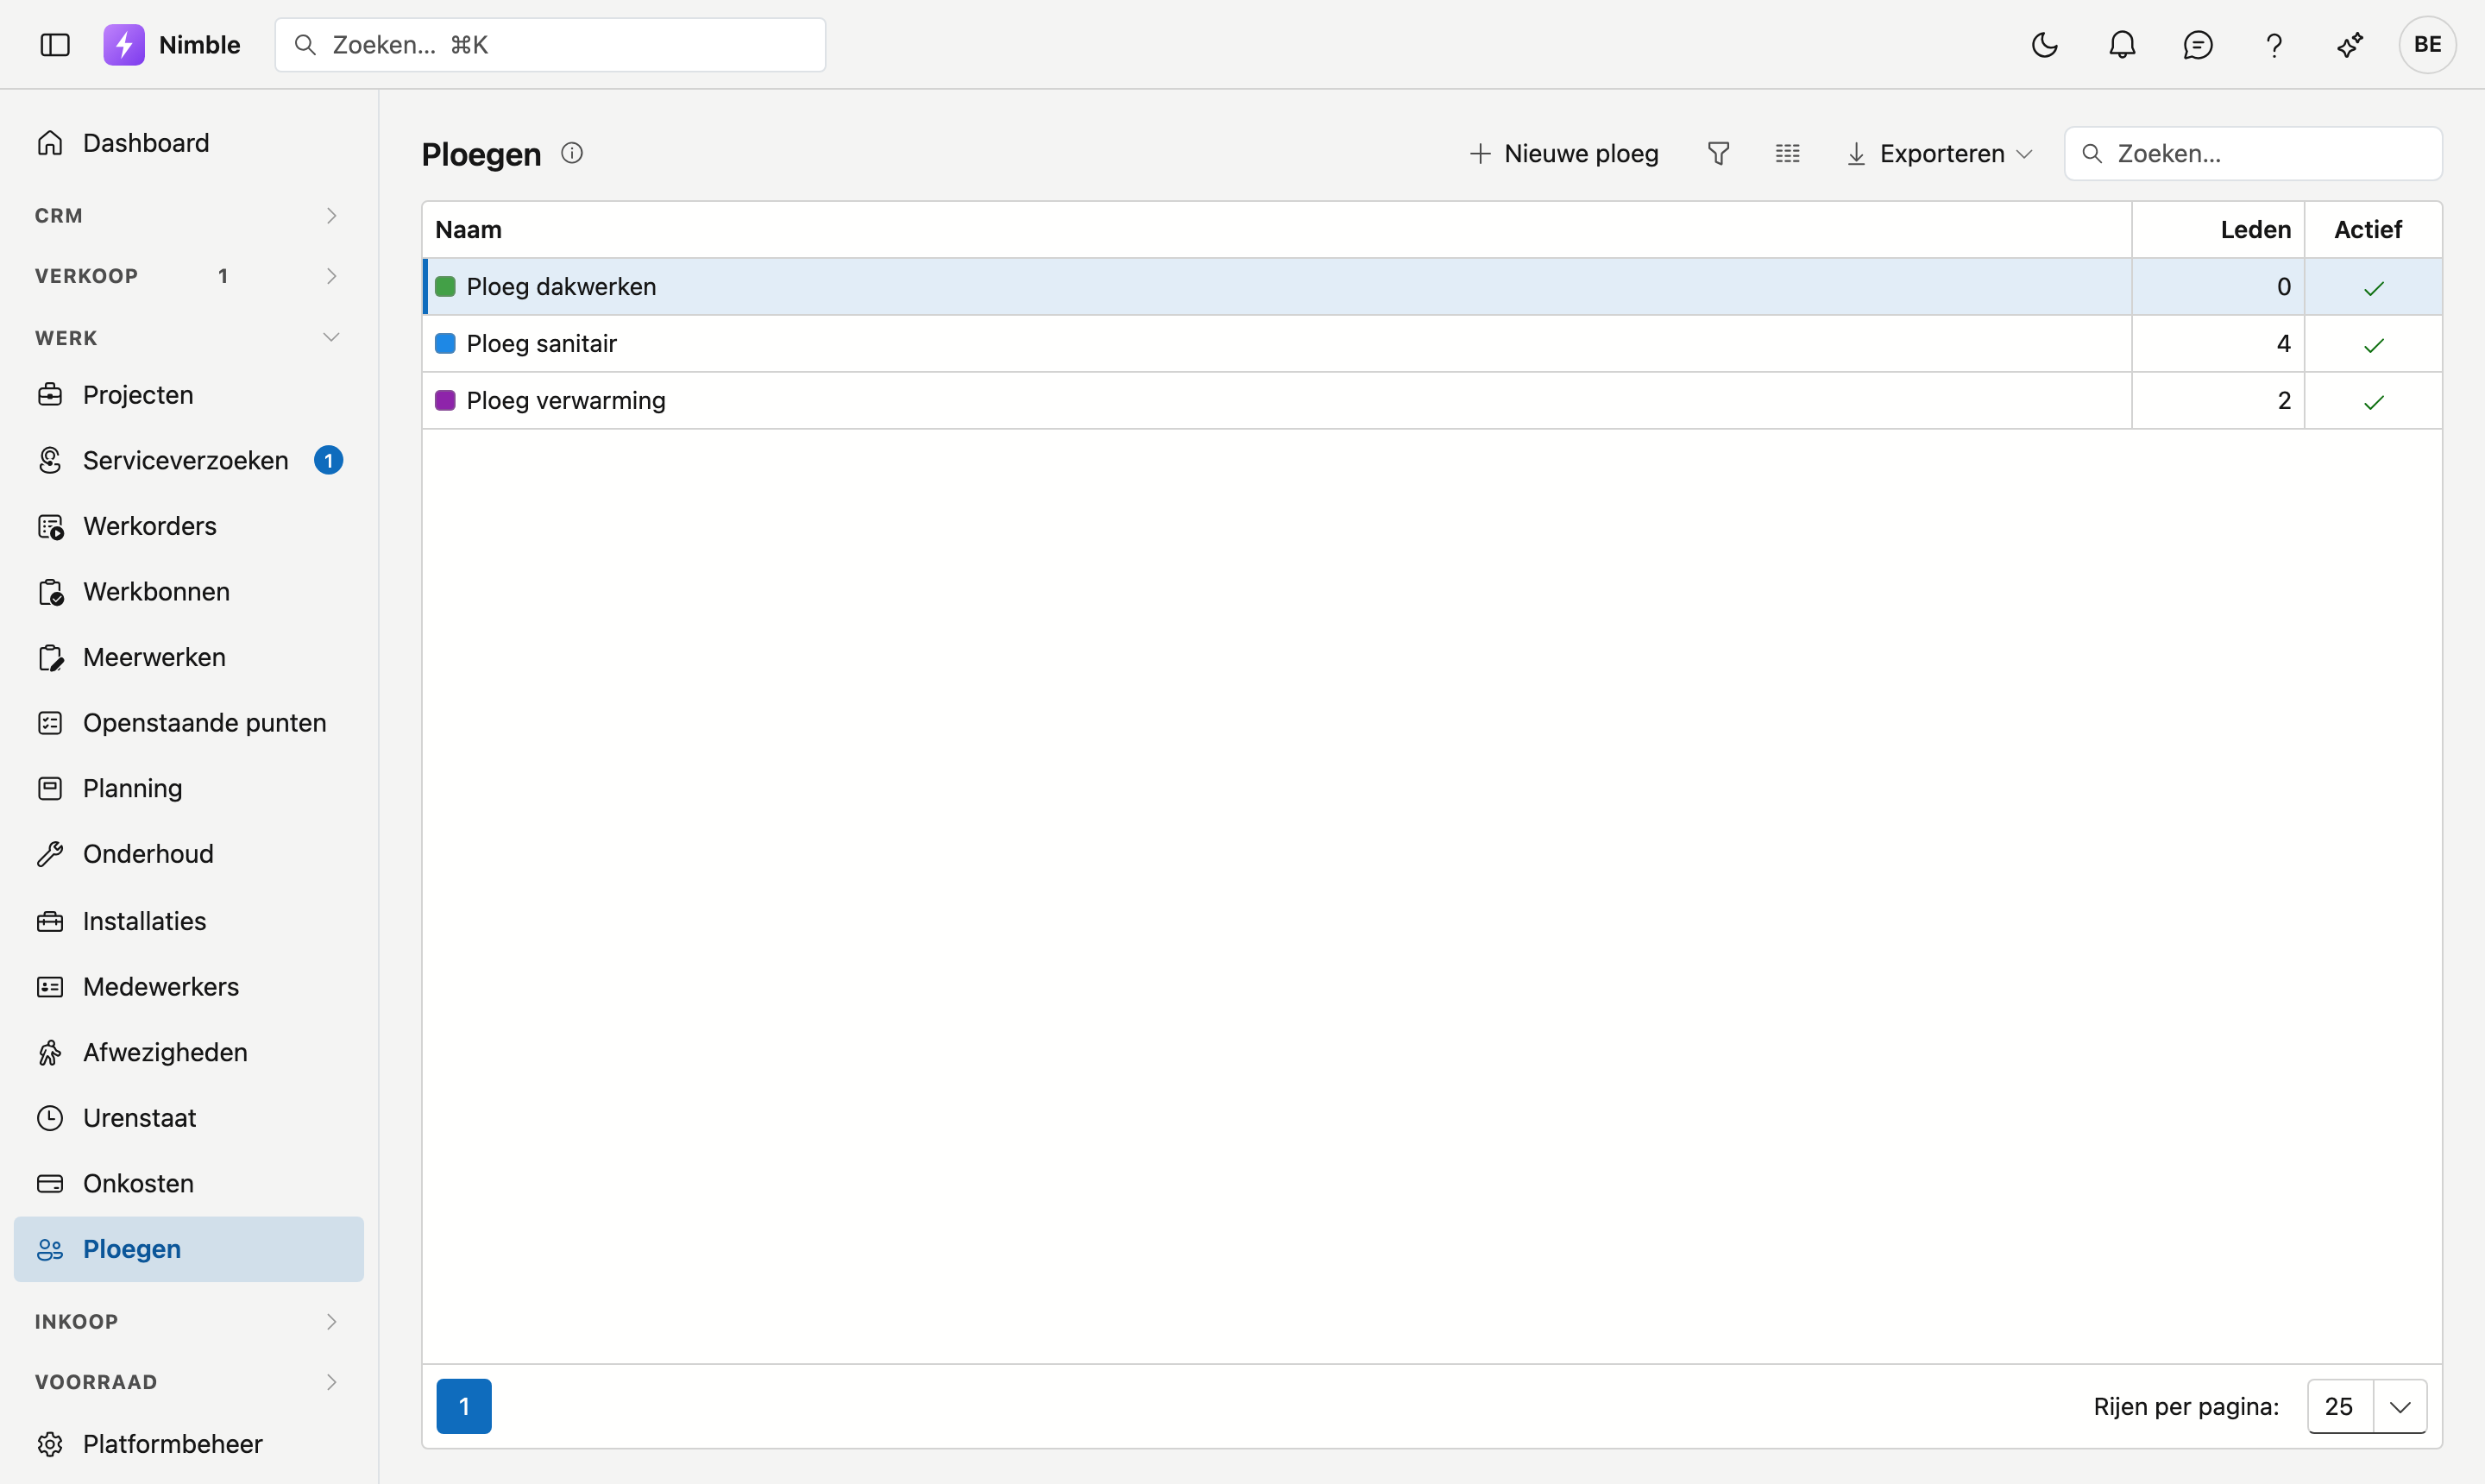 Nimble
Zoeken... ⌘K
BE
Dashboard
CRM
VERKOOP 1
WERK
Projecten
Serviceverzoeken 1
Werkorders
Werkbonnen
Meerwerken
Openstaande punten
Planning
Onderhoud
Installaties
Medewerkers
Afwezigheden
Urenstaat
Onkosten
Ploegen
INKOOP
VOORRAAD
Platformbeheer
Ploegen
Nieuwe ploeg
Exporteren
Zoeken...
Naam Leden Actief
Ploeg dakwerken 0
Ploeg sanitair 4
Ploeg verwarming 2
1
Rijen per pagina: 25